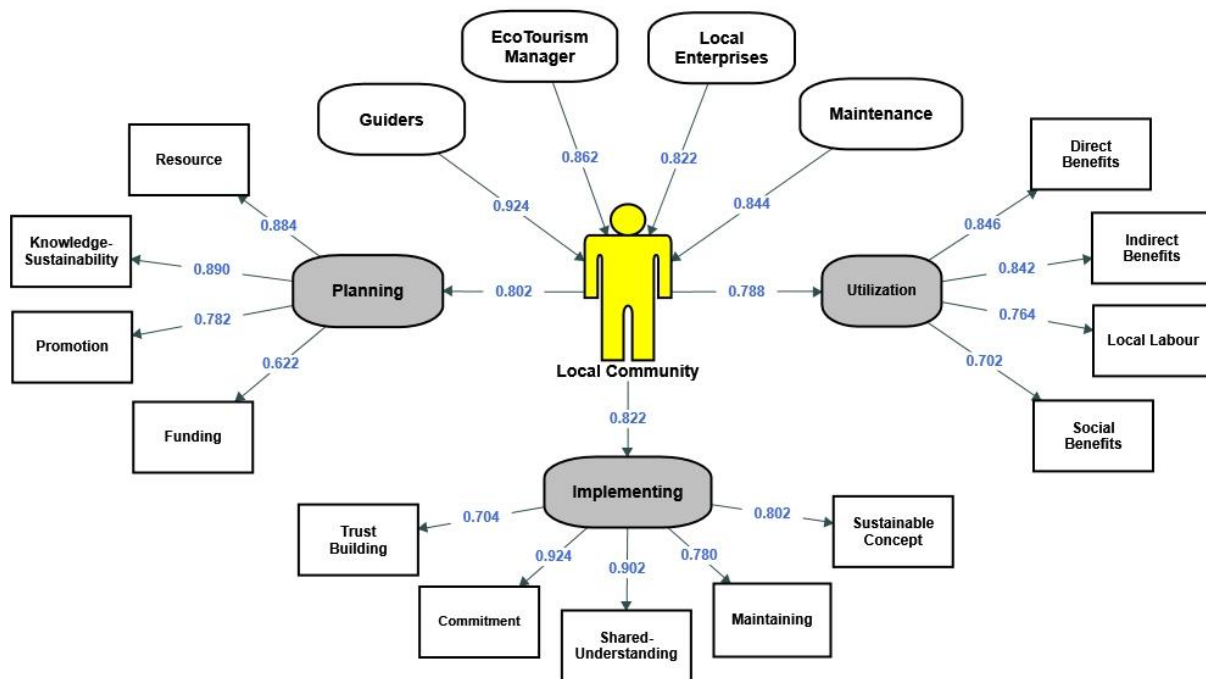 EcoTourism
Manager
Local
Enterprises
Guiders
Maintenance
0.862
0.822
0.924
0.844
Resource
0.884
Knowledge-
Sustainability
0.890
Planning
0.802
Promotion
0.782
0.622
Funding
Local Community
0.788
Utilization
Direct
Benefits
0.846
Indirect
Benefits
0.842
0.764
Local Labour
0.702
Social
Benefits
0.822
Implementing
Trust
Building
0.704
0.924
Commitment
0.902
Shared-
Understanding
0.780
Maintaining
0.802
Sustainable
Concept